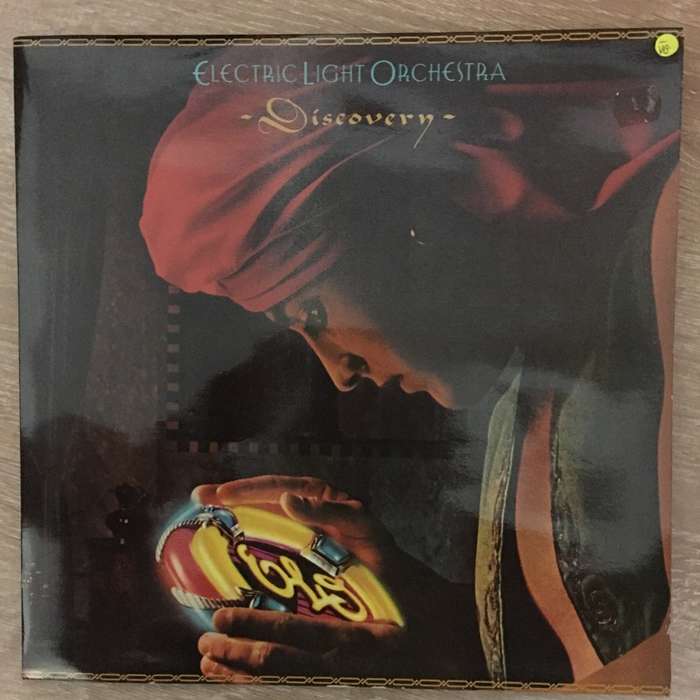 Electric Light Orchestra
- Discovery -
ELO